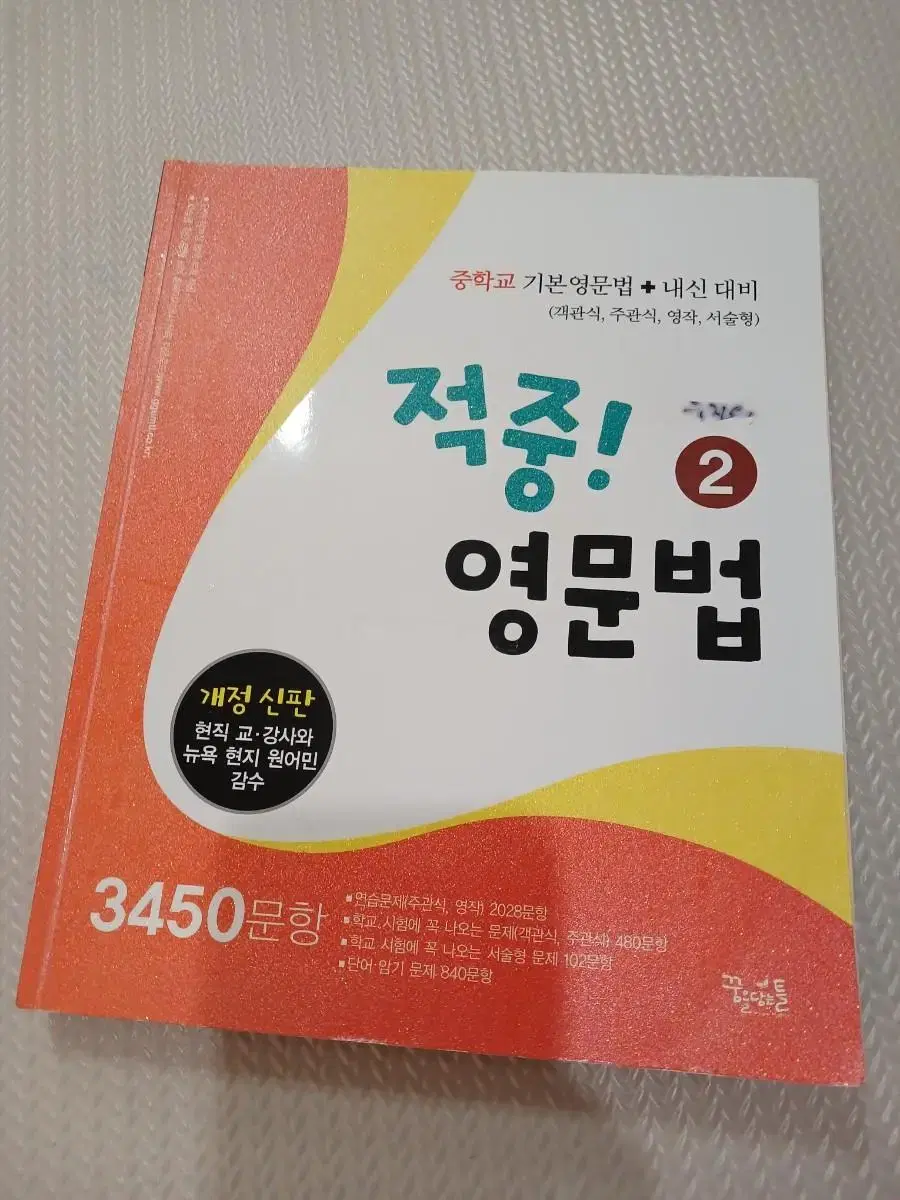 중학교 기본영문법 + 내신 대비
(객관식, 주관식, 영작, 서술형)
적중!
2
영문법
개정 신판
현직 교·강사와
뉴욕 현지 원어민
감수
3450문항
▪연습문제(주관식, 영작) 2028문항
▪학교 시험에 꼭 나오는 문제(객관식, 주관식) 480문항
▪학교 시험에 꼭 나오는 서술형 문제 102문항
▪단어 암기 문제 840문항
꿈을담는틀